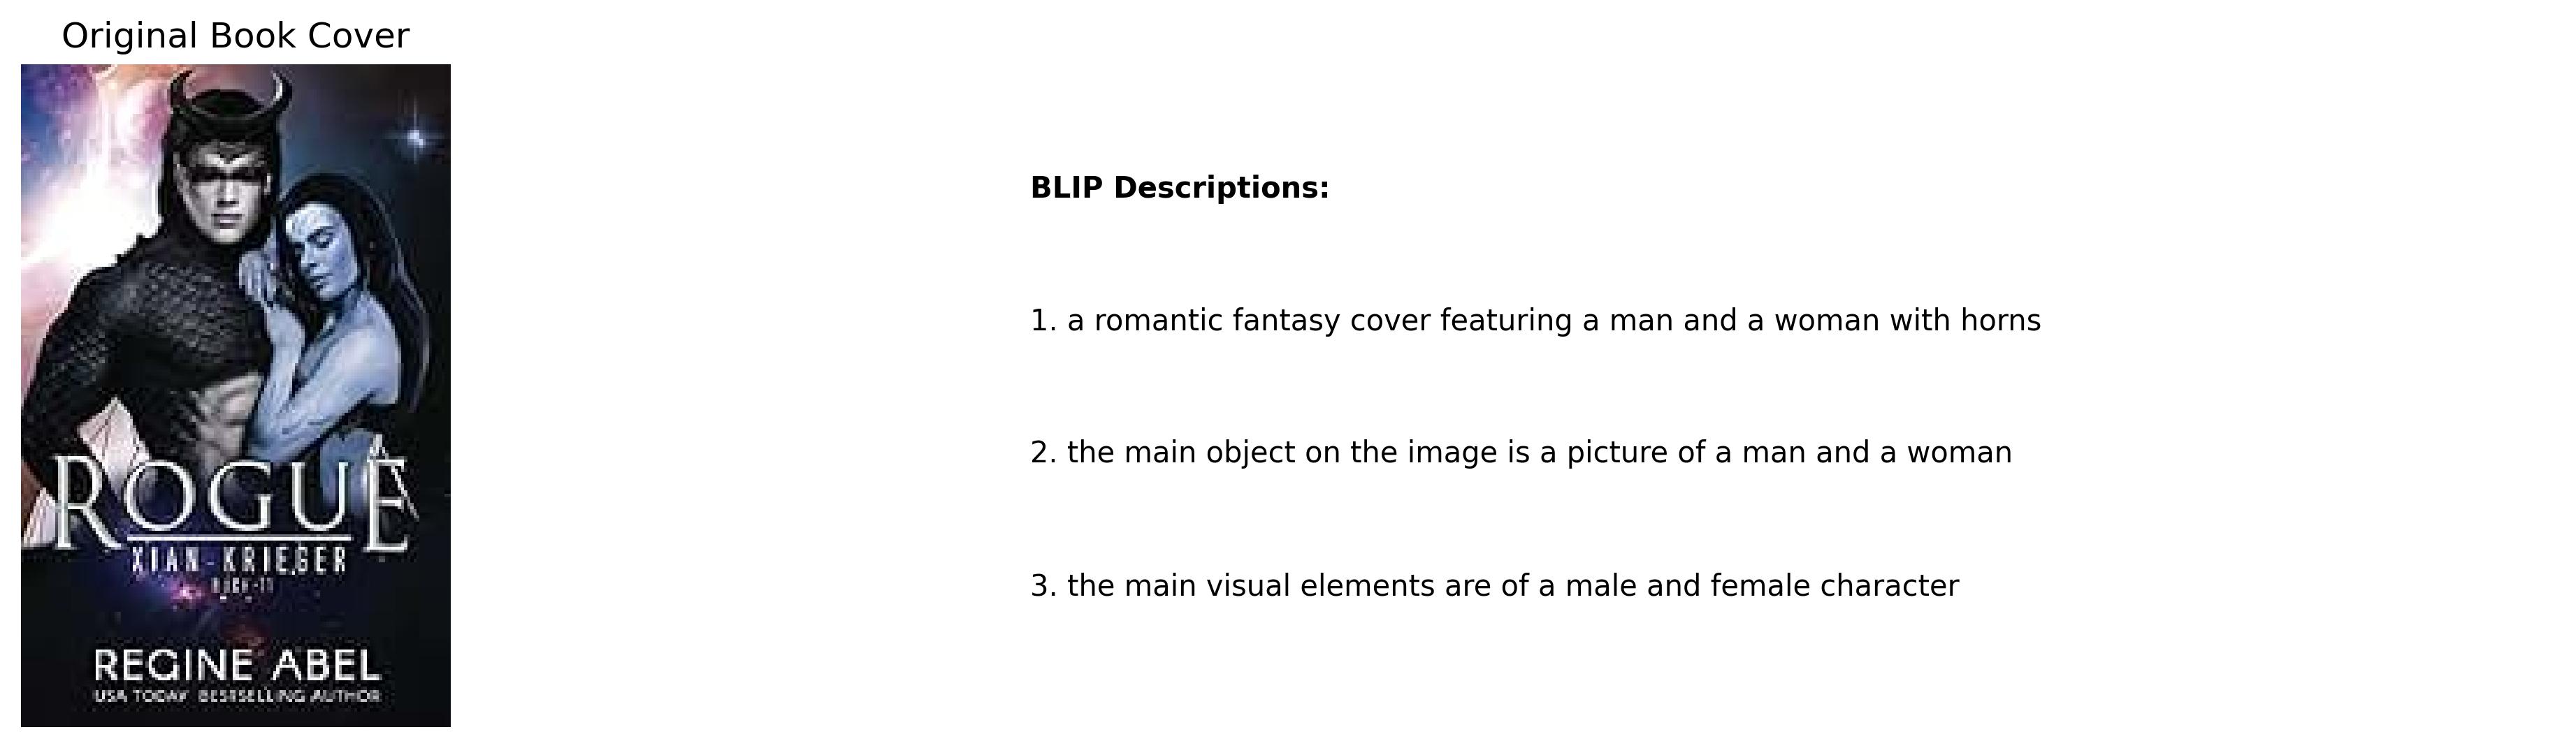 Original Book Cover
ROGUE
XIAN-KRIEGER
REGINE ABEL
USA TODAY BESTSELLING AUTHOR
BLIP Descriptions:
1. a romantic fantasy cover featuring a man and a woman with horns
2. the main object on the image is a picture of a man and a woman
3. the main visual elements are of a male and female character